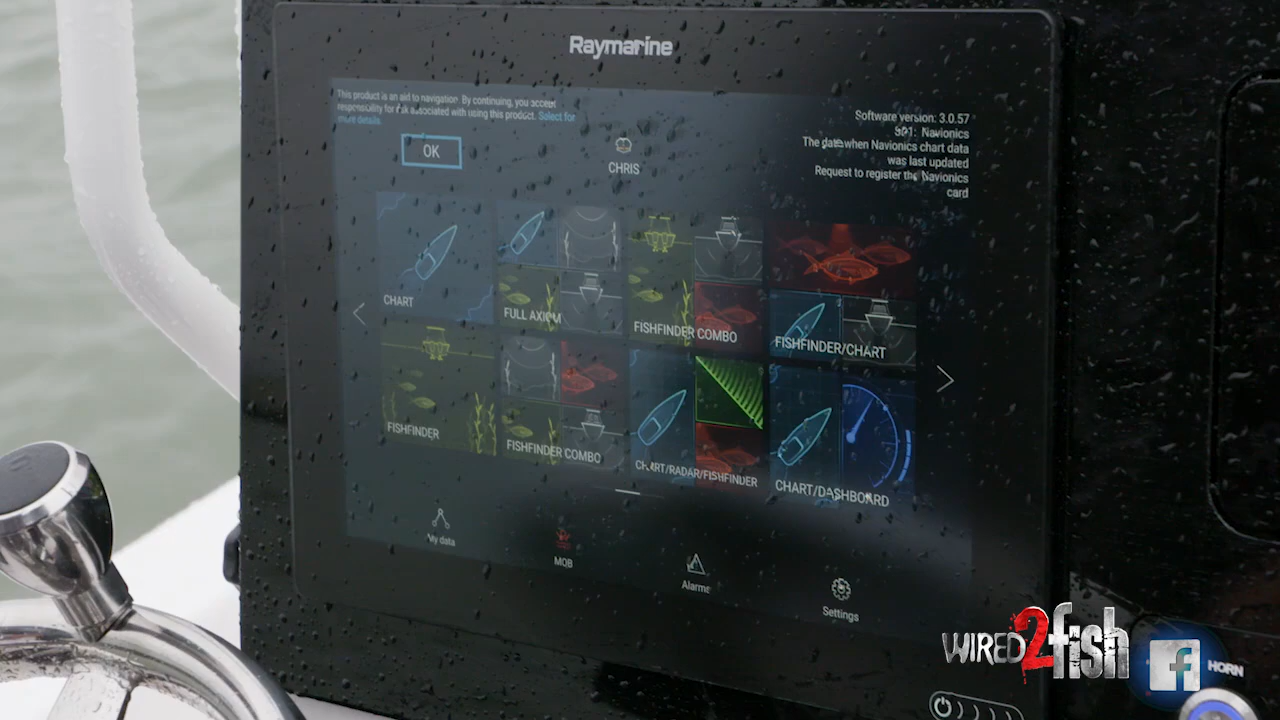 Raymarine
This product is an aid to navigation. By continuing, you accept
responsibility for risk associated with using this product. Select for
more details.
OK
CHRIS
Software version: 3.0.57
SD1: Navionics
The date when Navionics chart data
was last updated
Request to register the Navionics
card
CHART
FULL AXIOM
FISHFINDER COMBO
FISHFINDER/CHART
FISHFINDER
FISHFINDER COMBO
CHART/RADAR/FISHFINDER
CHART/DASHBOARD
My data
MOB
Alarms
Settings
WIRED2fish
f
HORN